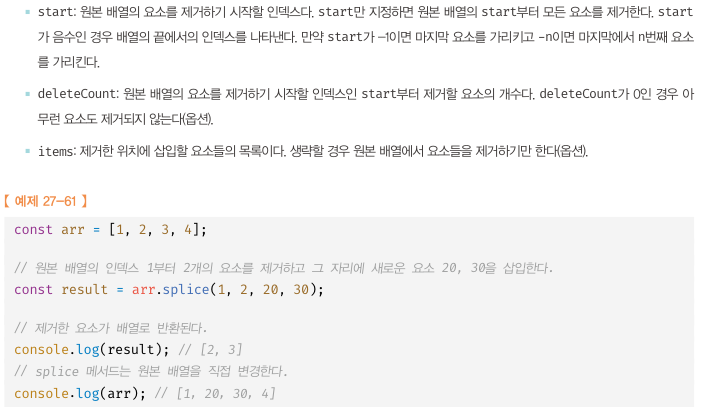 start: 원본 배열의 요소를 제거하기 시작할 인덱스다. start만 지정하면 원본 배열의 start부터 모든 요소를 제거한다. start
가 음수인 경우 배열의 끝에서의 인덱스를 나타낸다. 만약 start가 -1이면 마지막 요소를 가리키고 -n이면 마지막에서 n번째 요소
를 가리킨다.
deleteCount: 원본 배열의 요소를 제거하기 시작할 인덱스인 start부터 제거할 요소의 개수다. deleteCount가 0인 경우 아
무런 요소도 제거되지 않는다(옵션).
items: 제거한 위치에 삽입할 요소들의 목록이다. 생략할 경우 원본 배열에서 요소들을 제거하기만 한다(옵션).
【 예제 27-61 】
const arr = [1, 2, 3, 4];
// 원본 배열의 인덱스 1부터 2개의 요소를 제거하고 그 자리에 새로운 요소 20, 30을 삽입한다.
const result = arr.splice(1, 2, 20, 30);
// 제거한 요소가 배열로 반환된다.
console.log(result); // [2, 3]
// splice 메서드는 원본 배열을 직접 변경한다.
console.log(arr); // [1, 20, 30, 4]